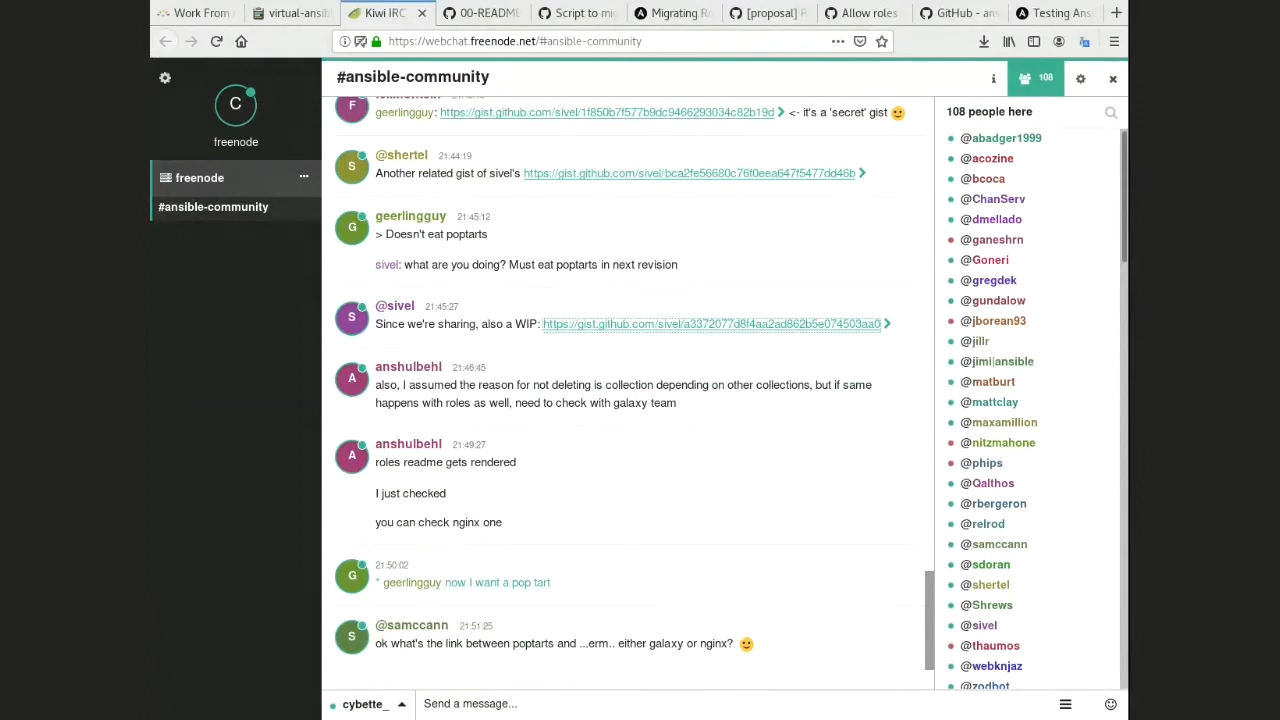 Work From
virtual-ansib
Kiwi IRC
00-README
Script to mi
Migrating Ro
[proposal] R
Allow roles
GitHub - ans
Testing Ans
https://webchat.freenode.net/#ansible-community
C
freenode
freenode
#ansible-community
#ansible-community
108
F
geerlingguy: https://gist.github.com/sivel/1f850b7f577b9dc9466293034c82b19d <- it's a 'secret' gist
S
@shertel 21:44:19
Another related gist of sivel's https://gist.github.com/sivel/bca2fe56680c76f0eea647f5477dd46b
G
geerlingguy 21:45:12
> Doesn't eat poptarts
sivel: what are you doing? Must eat poptarts in next revision
S
@sivel 21:45:27
Since we're sharing, also a WIP: https://gist.github.com/sivel/a3372077d8f4aa2ad862b5e074503aa0
A
anshulbehl 21:46:45
also, I assumed the reason for not deleting is collection depending on other collections, but if same
happens with roles as well, need to check with galaxy team
A
anshulbehl 21:49:27
roles readme gets rendered
I just checked
you can check nginx one
G
21:50:02
* geerlingguy now I want a pop tart
S
@samccann 21:51:25
ok what's the link between poptarts and ...erm.. either galaxy or nginx?
cybette_
Send a message...
108 people here
@abadger1999
@acozine
@bcoca
@ChanServ
@dmellado
@ganeshrn
@Goneri
@gregdek
@gundalow
@jborean93
@jillr
@jimi|ansible
@matburt
@mattclay
@maxamillion
@nitzmahone
@phips
@Qalthos
@rbergeron
@relrod
@samccann
@sdoran
@shertel
@Shrews
@sivel
@thaumos
@webknjaz
@zodbot